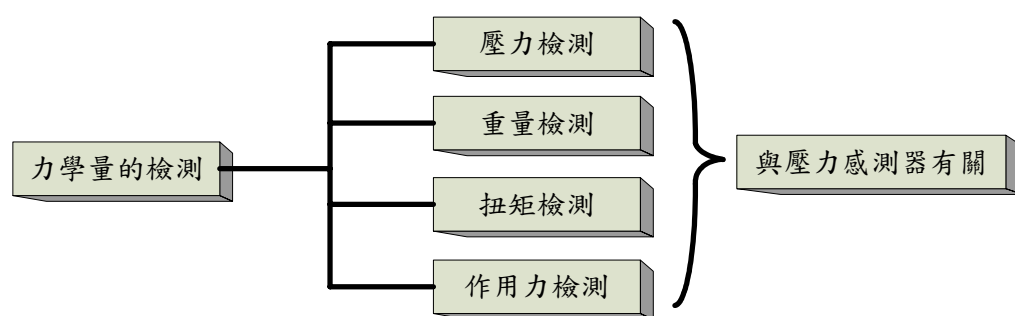 力學量的檢測
壓力檢測
重量檢測
扭矩檢測
作用力檢測
與壓力感測器有關